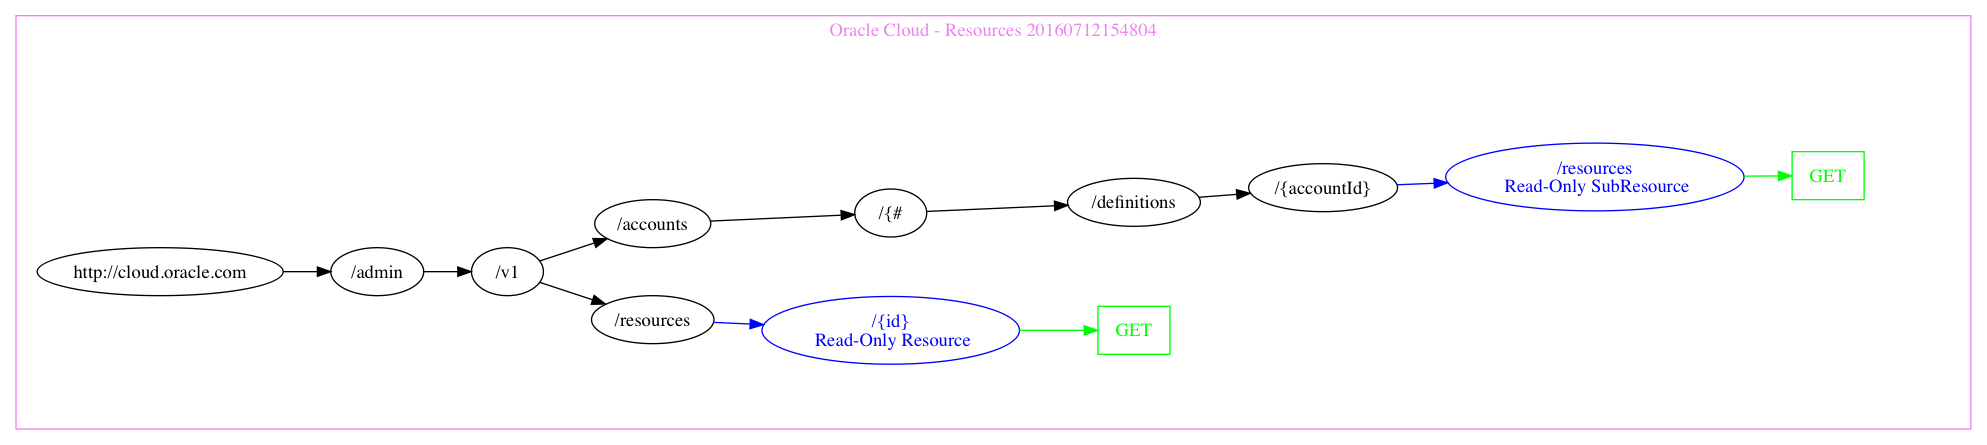 Oracle Cloud - Resources 20160712154804
http://cloud.oracle.com
/admin
/v1
/accounts
/{#
/definitions
/{accountId}
/resources
Read-Only SubResource
GET
/resources
/{id}
Read-Only Resource
GET